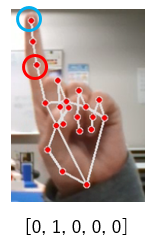 [0, 1, 0, 0, 0]